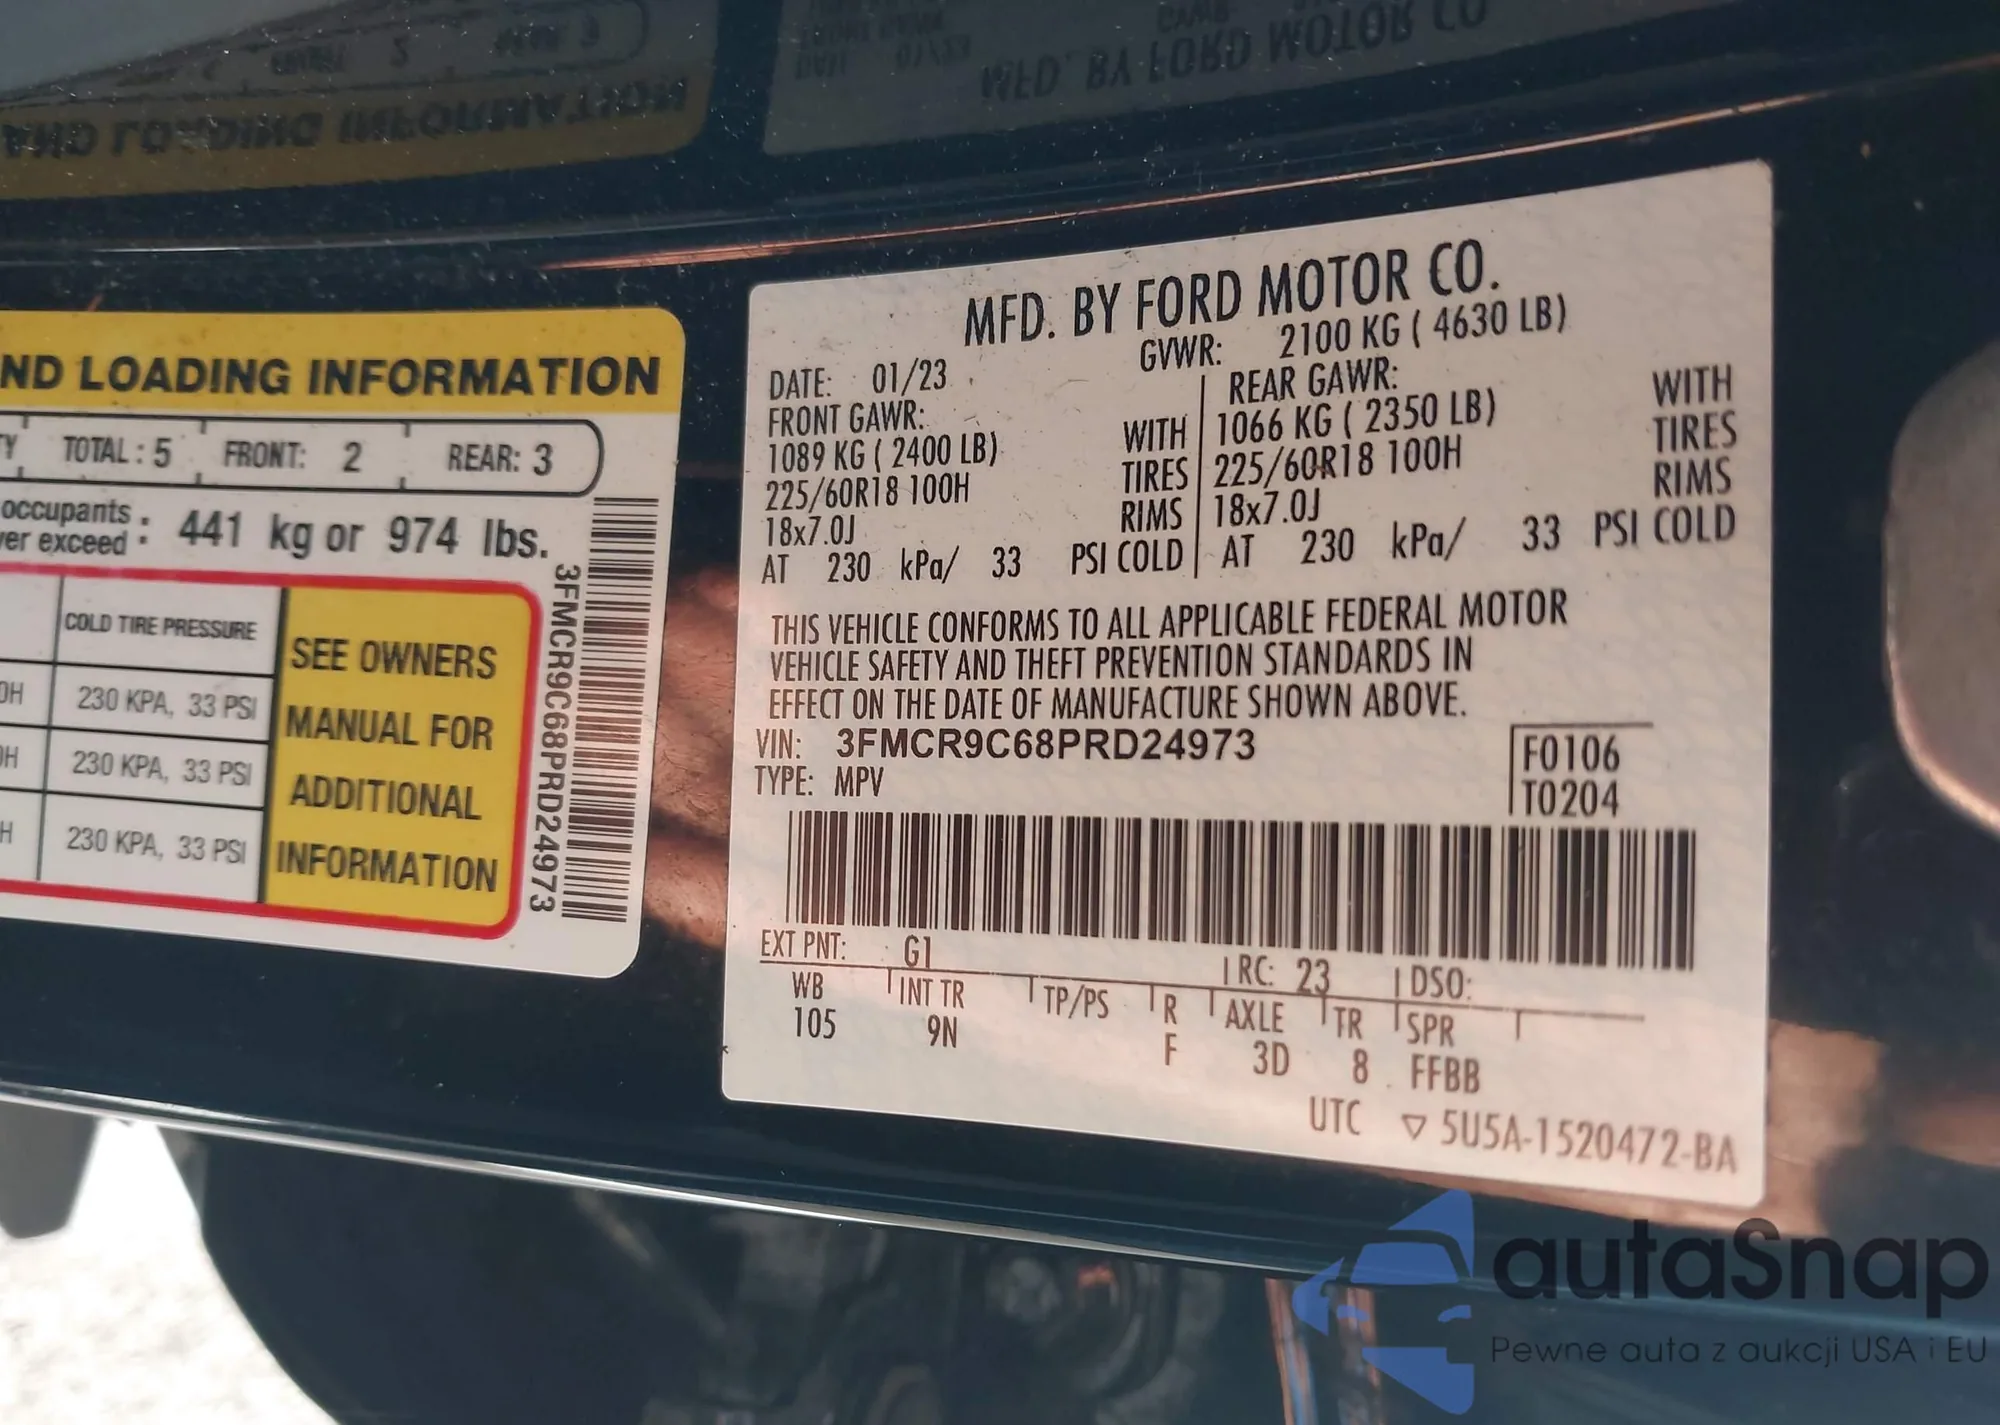 ND LOADING INFORMATION
TY TOTAL: 5 FRONT: 2 REAR: 3
occupants
ver exceed : 441 kg or 974 lbs.
COLD TIRE PRESSURE
0H 230 KPA, 33 PSI
0H 230 KPA, 33 PSI
H 230 KPA, 33 PSI
SEE OWNERS
MANUAL FOR
ADDITIONAL
INFORMATION
3FMCR9C68PRD24973
MFD. BY FORD MOTOR CO.
DATE: 01/23 GVWR: 2100 KG ( 4630 LB)
FRONT GAWR: REAR GAWR:
1089 KG ( 2400 LB) WITH 1066 KG ( 2350 LB) WITH
225/60R18 100H TIRES 225/60R18 100H TIRES
18x7.0J RIMS 18x7.0J RIMS
AT 230 kPa/ 33 PSI COLD AT 230 kPa/ 33 PSI COLD
THIS VEHICLE CONFORMS TO ALL APPLICABLE FEDERAL MOTOR
VEHICLE SAFETY AND THEFT PREVENTION STANDARDS IN
EFFECT ON THE DATE OF MANUFACTURE SHOWN ABOVE.
VIN: 3FMCR9C68PRD24973 F0106
TYPE: MPV T0204
EXT PNT: G1 RC: 23 DSO:
WB INT TR TP/PS R AXLE TR SPR
105 9N F 3D 8 FFBB
UTC ▽ 5U5A-1520472-BA
autaSnap
Pewne auta z aukcji USA i EU